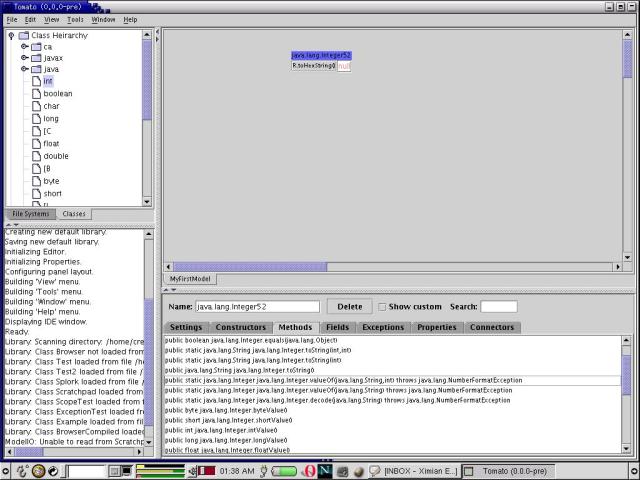 Tomato (0.0.0-pre)
File Edit View Tools Window Help
Class Heirarchy
ca
javax
java
int
boolean
char
long
[C
float
double
[B
byte
short
File Systems Classes
java.lang.Integer52
R.toHexString() null
MyFirstModel
Creating new default library.
Saving new default library.
Initializing Editor.
Initializing Properties.
Configuring panel layout.
Building 'View' menu.
Building 'Tools' menu.
Building 'Window' menu.
Building 'Help' menu.
Displaying IDE window.
Ready.
Library: Scanning directory: /home/cre
Library: Class Browser not loaded from
Library: Class Test loaded from file /h
Library: Class Test2 loaded from file /
Library: Class Splork loaded from file /
Library: Class Scratchpad loaded from
Library: Class ScopeTest loaded from
Library: Class ExceptionTest loaded fr
Library: Class Example loaded from fil
Library: Class BrowserCompiled loaded
ModelIO: Unable to read from Scratchp
Name: java.lang.Integer52 Delete Show custom Search:
Settings Constructors Methods Fields Exceptions Properties Connectors
public boolean java.lang.Integer.equals(java.lang.Object)
public static java.lang.String java.lang.Integer.toString(int,int)
public static java.lang.String java.lang.Integer.toString(int)
public java.lang.String java.lang.Integer.toString()
public static java.lang.Integer java.lang.Integer.valueOf(java.lang.String,int) throws java.lang.NumberFormatException
public static java.lang.Integer java.lang.Integer.valueOf(java.lang.String) throws java.lang.NumberFormatException
public static java.lang.Integer java.lang.Integer.decode(java.lang.String) throws java.lang.NumberFormatException
public byte java.lang.Integer.byteValue()
public short java.lang.Integer.shortValue()
public int java.lang.Integer.intValue()
public long java.lang.Integer.longValue()
public float java.lang.Integer.floatValue()
01:38 AM [INBOX - Ximian E...] Tomato (0.0.0-pre)